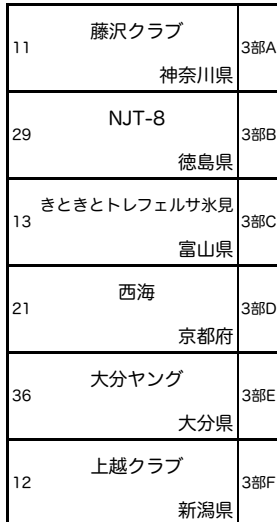 藤沢クラブ
11 3部A
神奈川県
NJT-8
29 3部B
徳島県
きときとトレフェルサ氷見
13 3部C
富山県
西海
21 3部D
京都府
大分ヤング
36 3部E
大分県
上越クラブ
12 3部F
新潟県